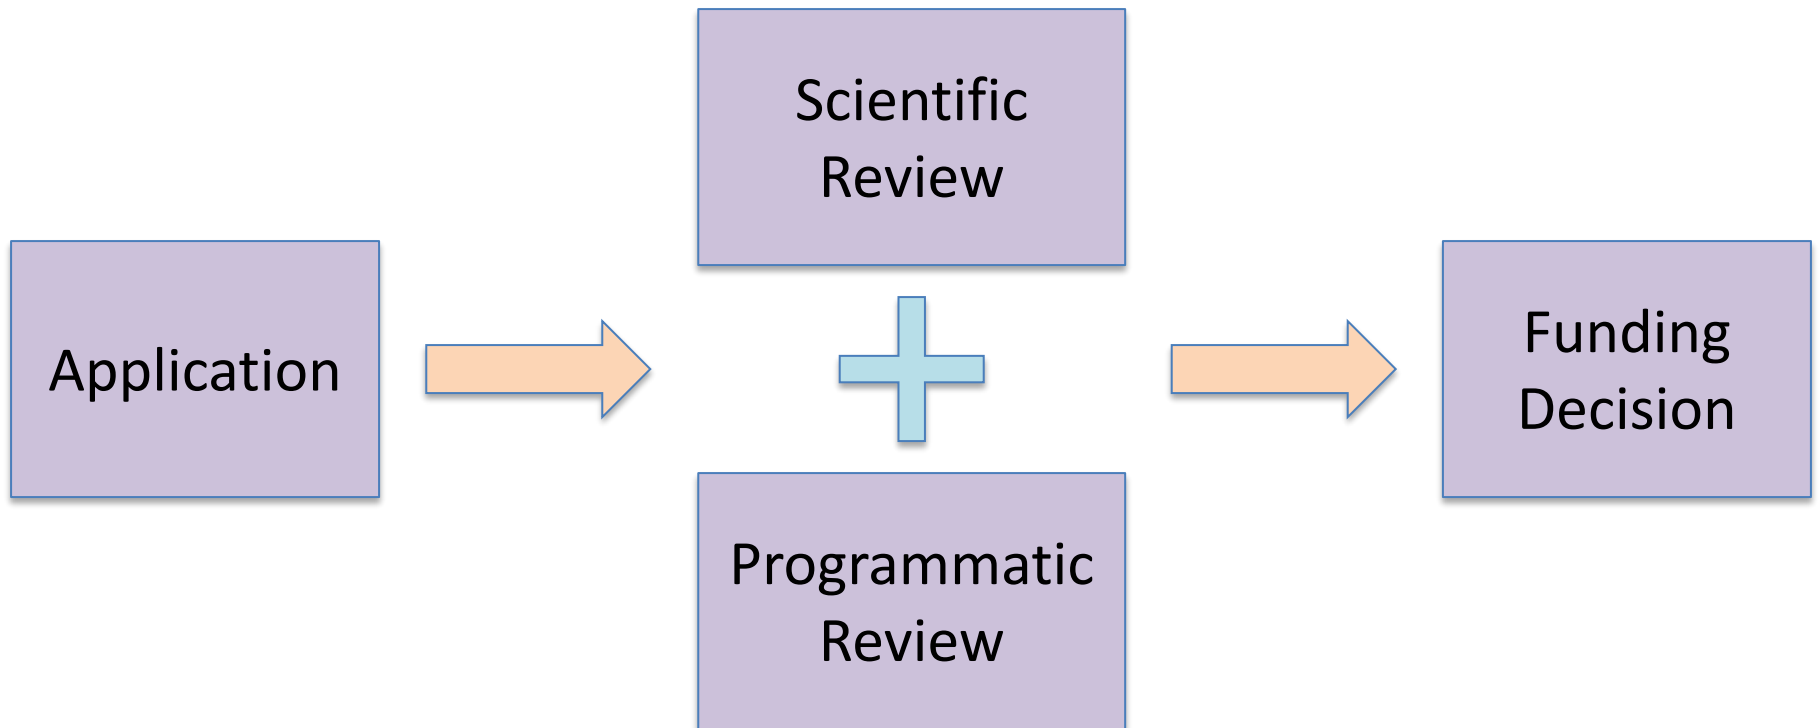 Application
Scientific
Review
Programmatic
Review
Funding
Decision